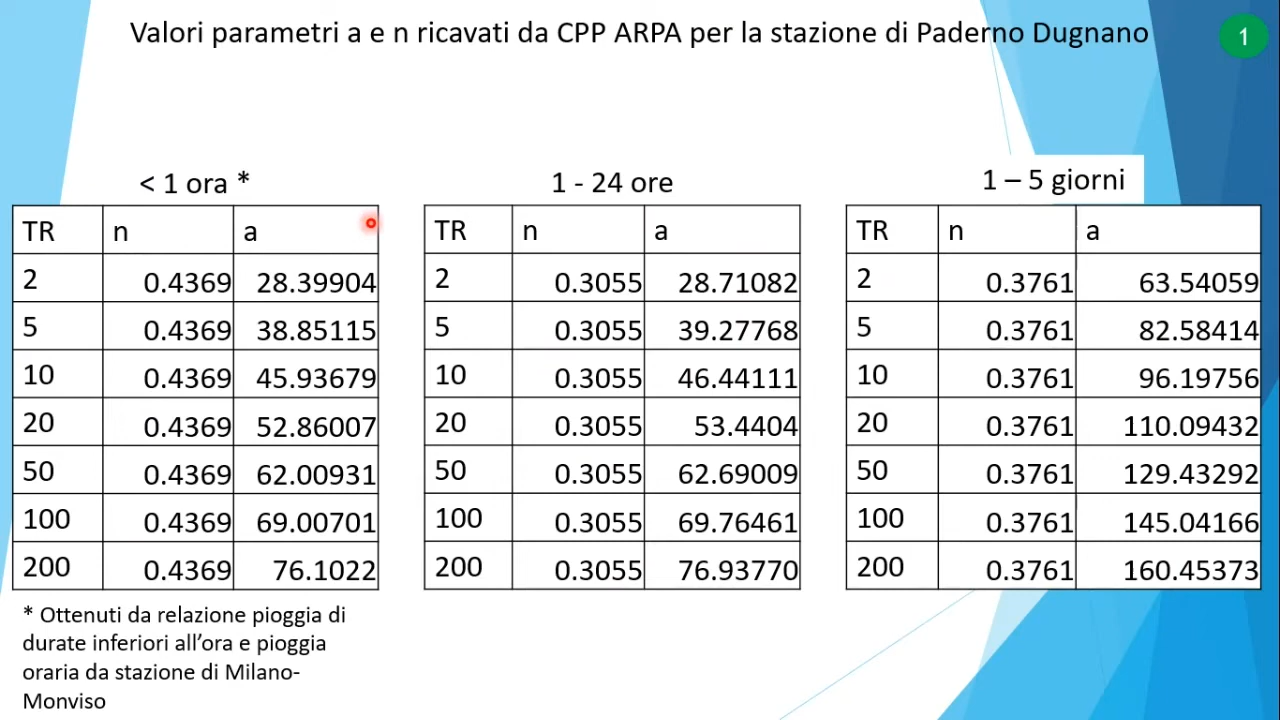 Valori parametri a e n ricavati da CPP ARPA per la stazione di Paderno Dugnano
1
< 1 ora *
TR n a
2 0.4369 28.39904
5 0.4369 38.85115
10 0.4369 45.93679
20 0.4369 52.86007
50 0.4369 62.00931
100 0.4369 69.00701
200 0.4369 76.1022
* Ottenuti da relazione pioggia di
durate inferiori all’ora e pioggia
oraria da stazione di Milano-
Monviso
1 - 24 ore
TR n a
2 0.3055 28.71082
5 0.3055 39.27768
10 0.3055 46.44111
20 0.3055 53.4404
50 0.3055 62.69009
100 0.3055 69.76461
200 0.3055 76.93770
1 – 5 giorni
TR n a
2 0.3761 63.54059
5 0.3761 82.58414
10 0.3761 96.19756
20 0.3761 110.09432
50 0.3761 129.43292
100 0.3761 145.04166
200 0.3761 160.45373